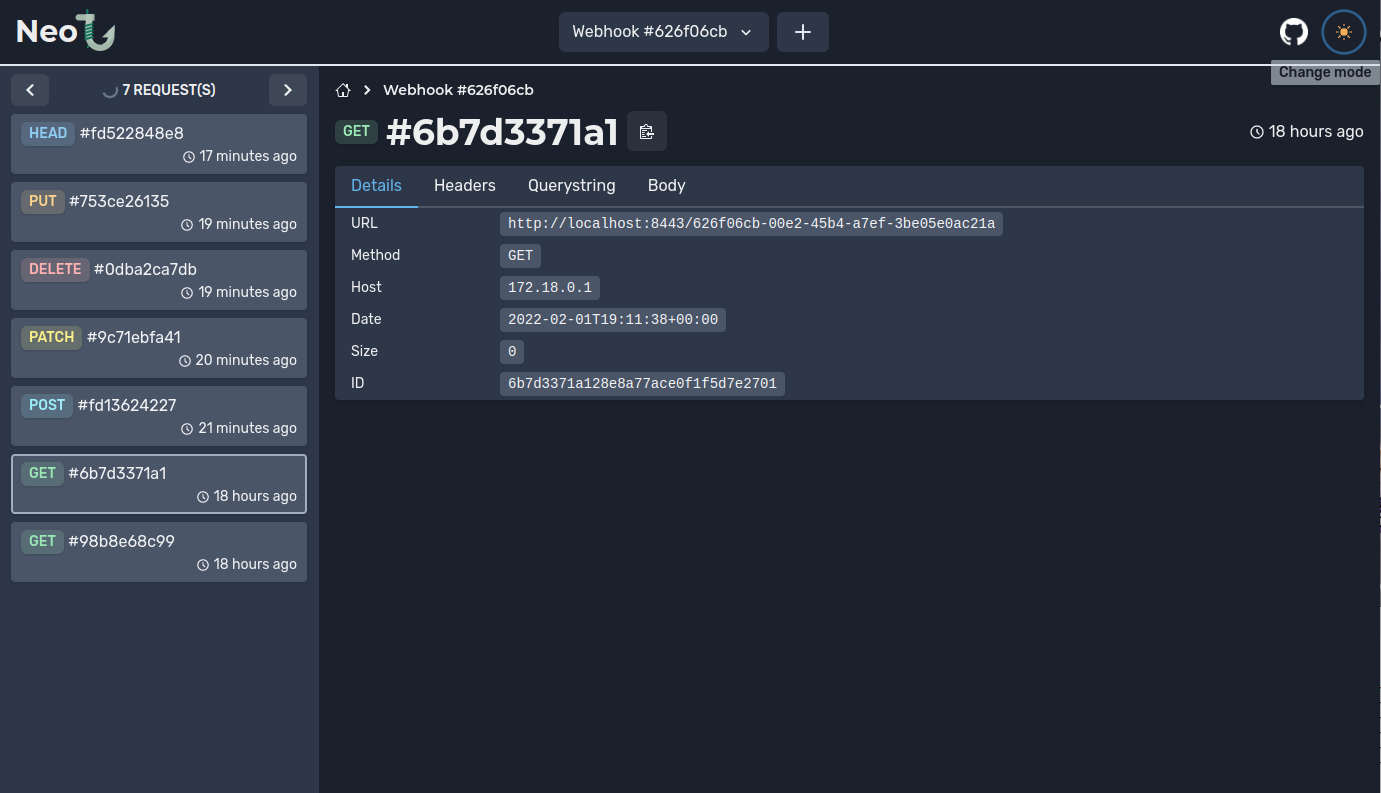 Neo
Webhook #626f06cb
Change mode
7 REQUEST(S)
HEAD #fd522848e8
17 minutes ago
PUT #753ce26135
19 minutes ago
DELETE #0dba2ca7db
19 minutes ago
PATCH #9c71ebfa41
20 minutes ago
POST #fd13624227
21 minutes ago
GET #6b7d3371a1
18 hours ago
GET #98b8e68c99
18 hours ago
Webhook #626f06cb
GET #6b7d3371a1
18 hours ago
Details Headers Querystring Body
URL http://localhost:8443/626f06cb-00e2-45b4-a7ef-3be05e0ac21a
Method GET
Host 172.18.0.1
Date 2022-02-01T19:11:38+00:00
Size 0
ID 6b7d3371a128e8a77ace0f1f5d7e2701